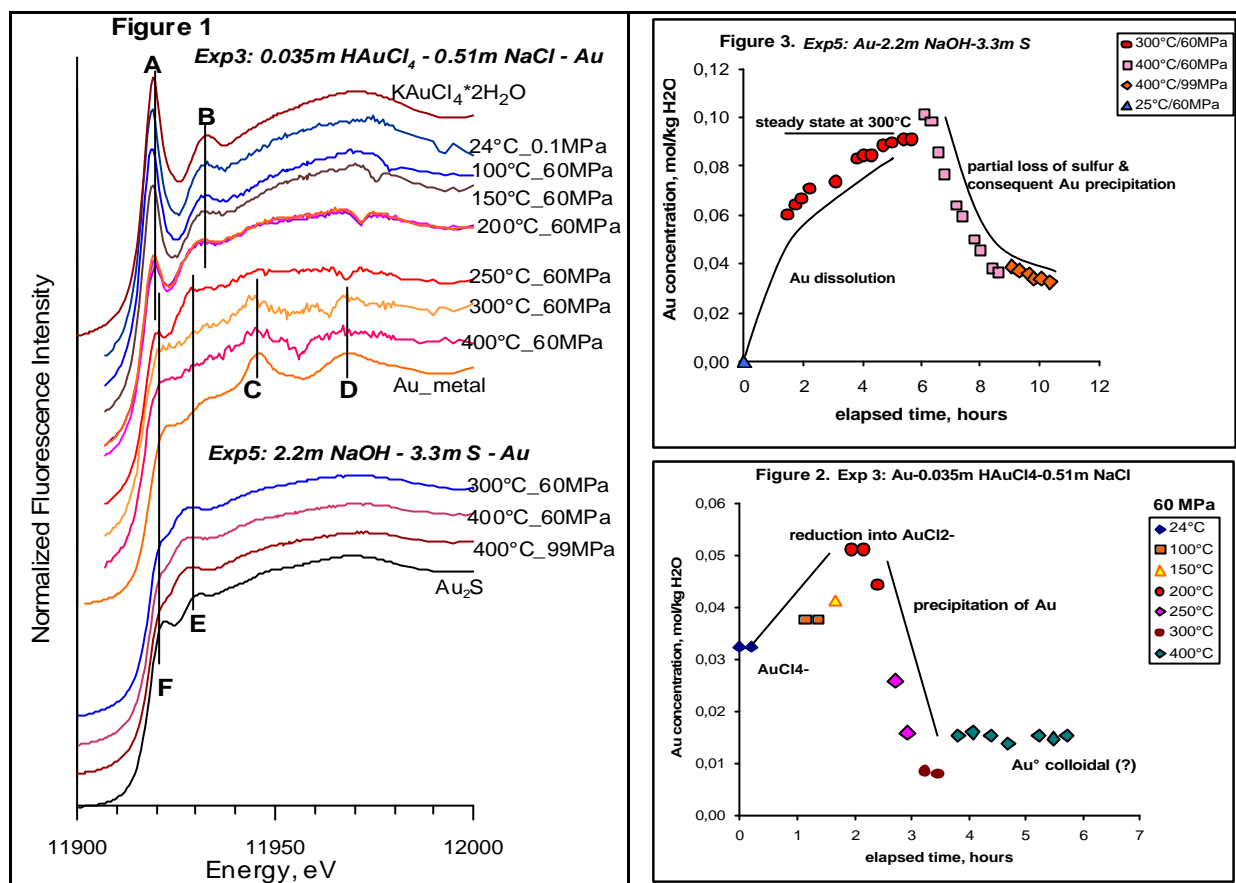 Figure 1
Exp3: 0.035m HAuCl4 - 0.51m NaCl - Au
A
KAuCl4*2H2O
B
24°C_0.1MPa
100°C_60MPa
150°C_60MPa
200°C_60MPa
250°C_60MPa
300°C_60MPa
400°C_60MPa
C
D
Au_metal
Exp5: 2.2m NaOH - 3.3m S - Au
300°C_60MPa
400°C_60MPa
400°C_99MPa
Au2S
E
F
Normalized Fluorescence Intensity
11900
11950
12000
Energy, eV
Figure 3. Exp5: Au-2.2m NaOH-3.3m S
300°C/60MPa
400°C/60MPa
400°C/99MPa
25°C/60MPa
0,12
0,10
0,08
0,06
0,04
0,02
0,00
Au concentration, mol/kg H2O
steady state at 300°C
partial loss of sulfur &
consequent Au precipitation
Au dissolution
0
2
4
6
8
10
12
elapsed time, hours
Figure 2. Exp 3: Au-0.035m HAuCl4-0.51m NaCl
60 MPa
24°C
100°C
150°C
200°C
250°C
300°C
400°C
0,06
0,05
0,04
0,03
0,02
0,01
0,00
Au concentration, mol/kg H2O
reduction into AuCl2-
precipitation of Au
AuCl4-
Au° colloidal (?)
0
1
2
3
4
5
6
7
elapsed time, hours